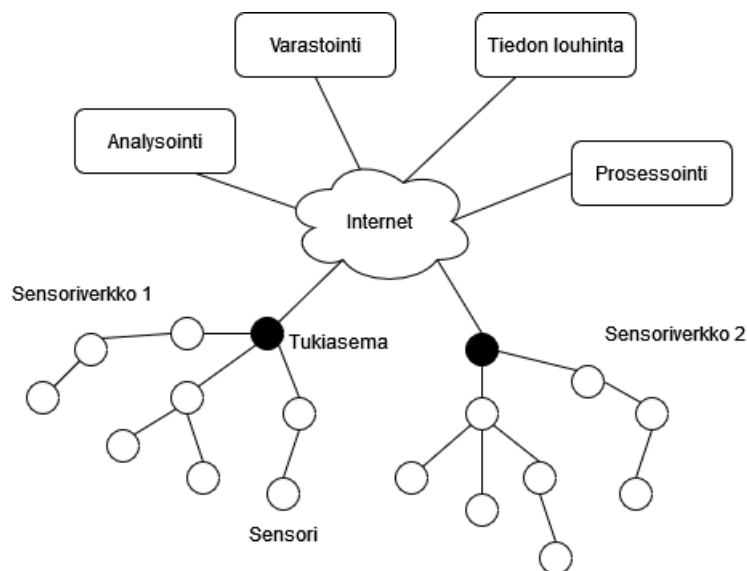 Varastointi
Tiedon louhinta
Analysointi
Prosessointi
Internet
Sensoriverkko 1
Tukiasema
Sensoriverkko 2
Sensori